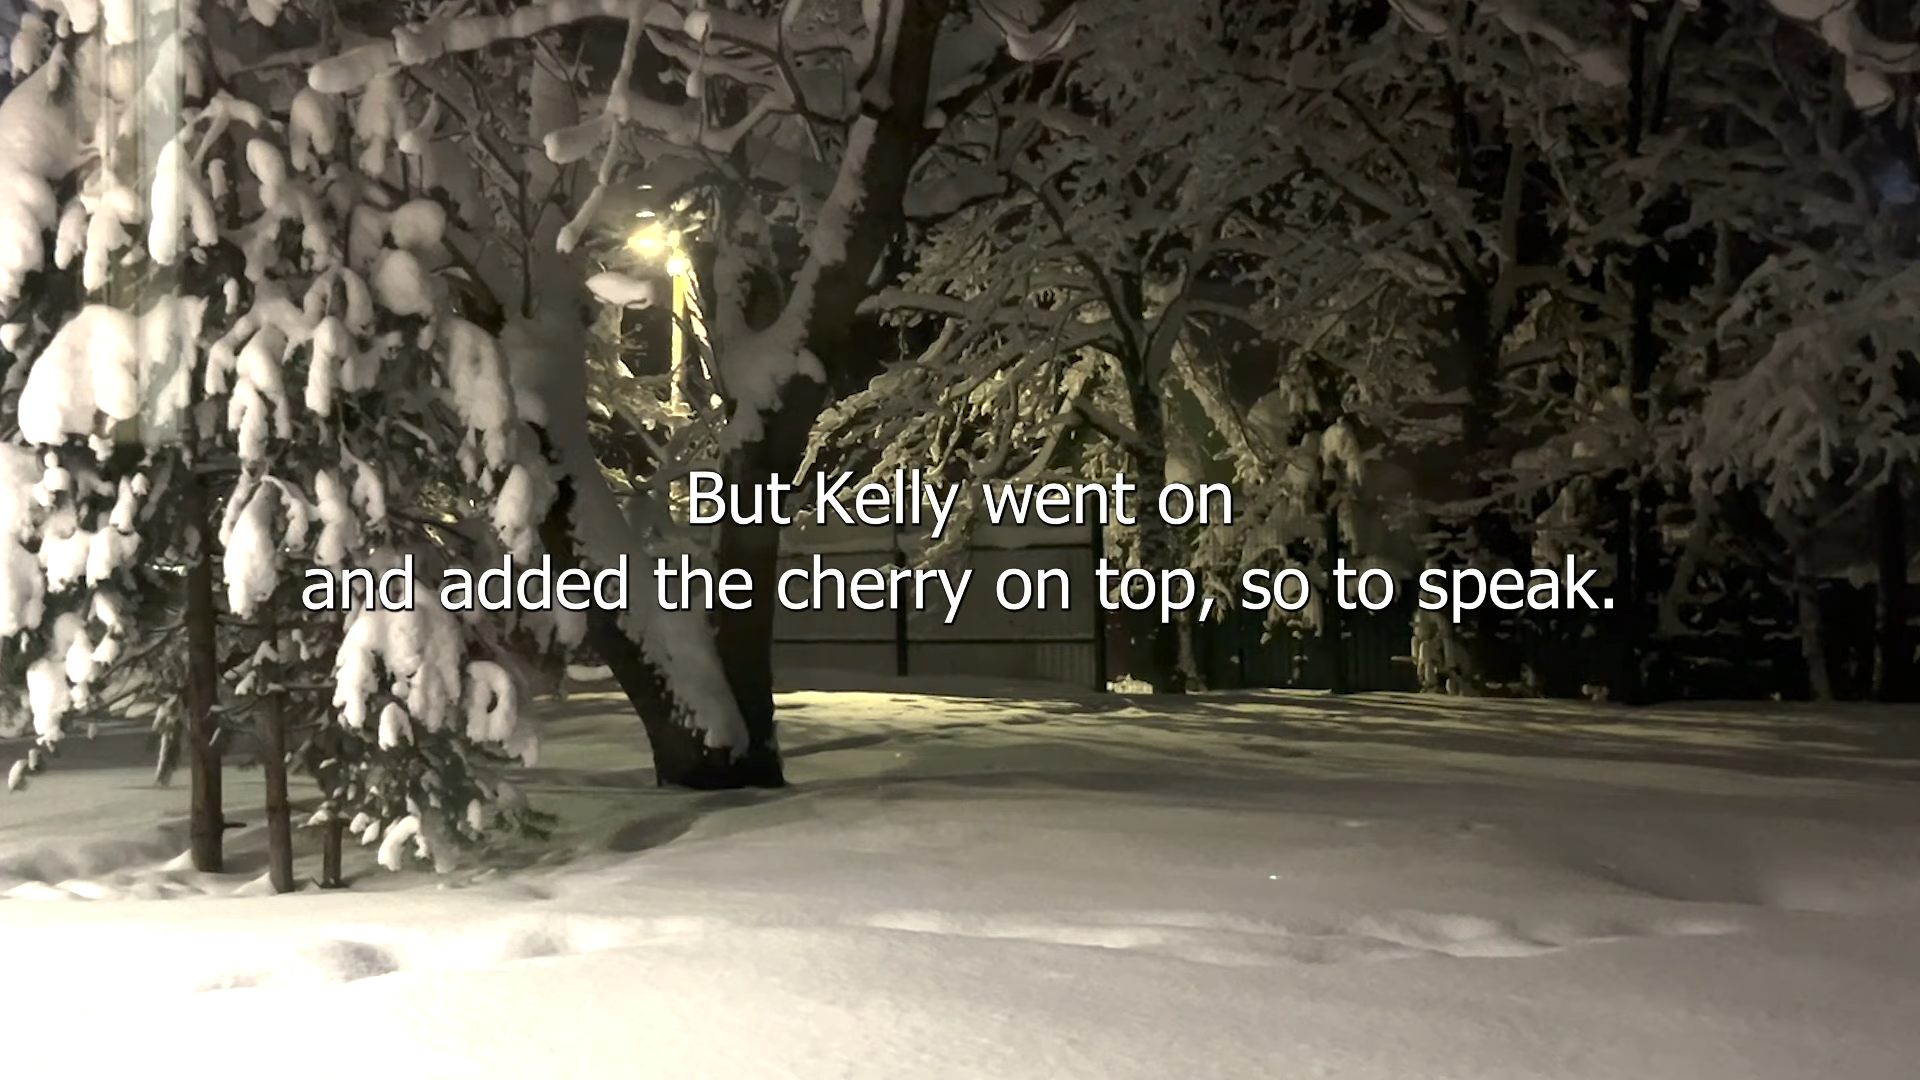 But Kelly went on
and added the cherry on top, so to speak.